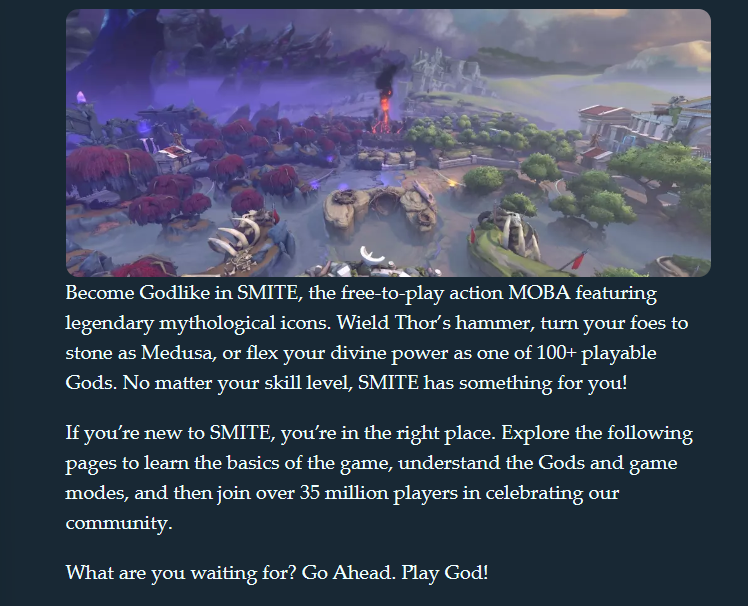 Become Godlike in SMITE, the free-to-play action MOBA featuring
legendary mythological icons. Wield Thor’s hammer, turn your foes to
stone as Medusa, or flex your divine power as one of 100+ playable
Gods. No matter your skill level, SMITE has something for you!
If you’re new to SMITE, you’re in the right place. Explore the following
pages to learn the basics of the game, understand the Gods and game
modes, and then join over 35 million players in celebrating our
community.
What are you waiting for? Go Ahead. Play God!